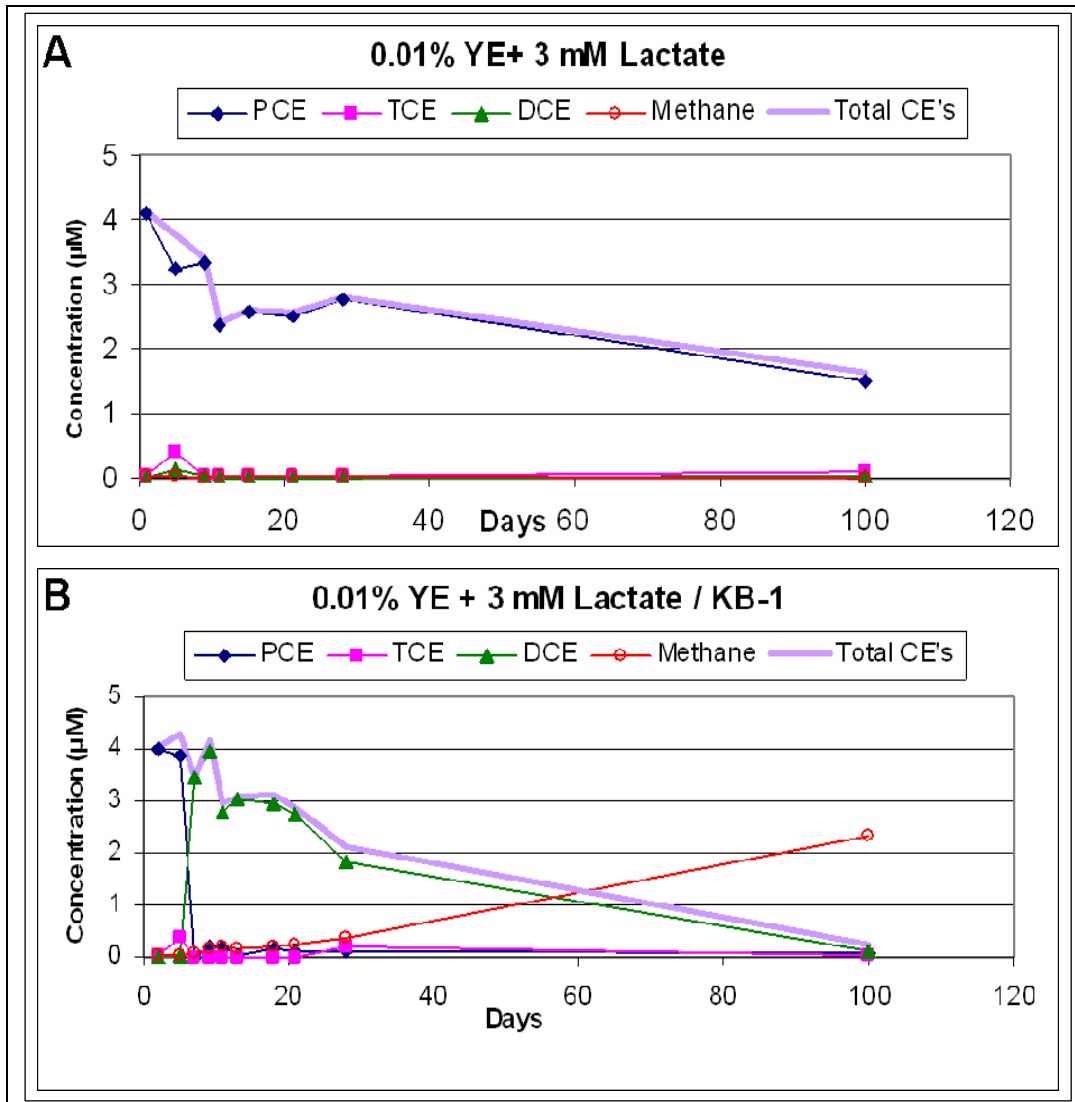 A
0.01% YE+ 3 mM Lactate
PCE TCE DCE Methane Total CE's
Concentration (µM)
5
4
3
2
1
0
0 20 40 60 80 100 120
Days
B
0.01% YE + 3 mM Lactate / KB-1
PCE TCE DCE Methane Total CE's
Concentration (µM)
5
4
3
2
1
0
0 20 40 60 80 100 120
Days